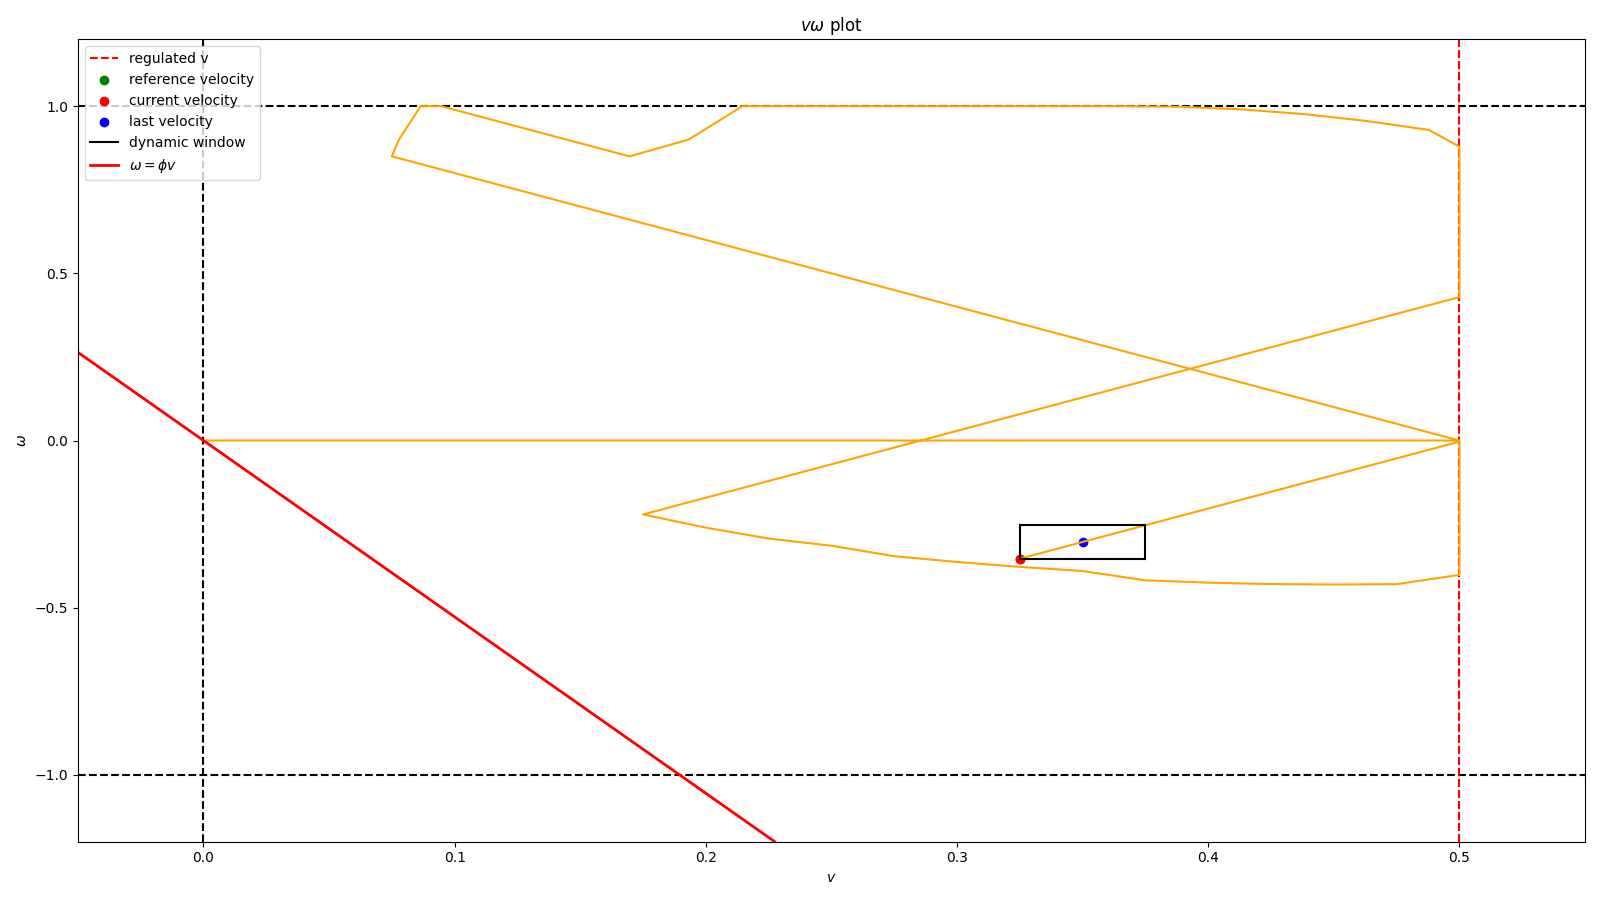 vω plot
regulated v
reference velocity
current velocity
last velocity
dynamic window
ω = ϕv
1.0
0.5
0.0
−0.5
−1.0
ω
0.0 0.1 0.2 0.3 0.4 0.5
v